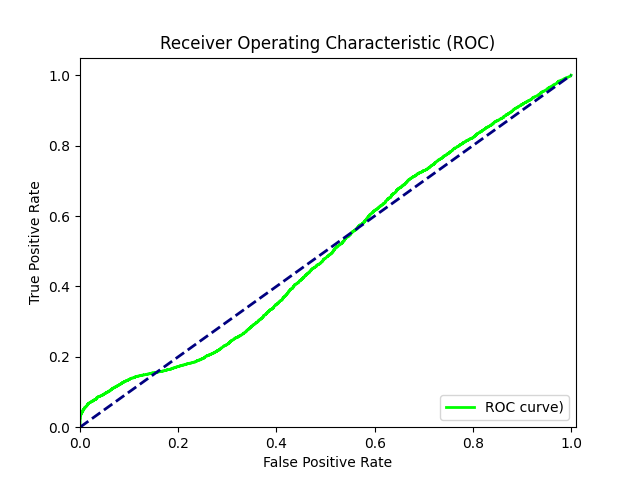 Receiver Operating Characteristic (ROC)
True Positive Rate
1.0
0.8
0.6
0.4
0.2
0.0
ROC curve)
0.0 0.2 0.4 0.6 0.8 1.0
False Positive Rate